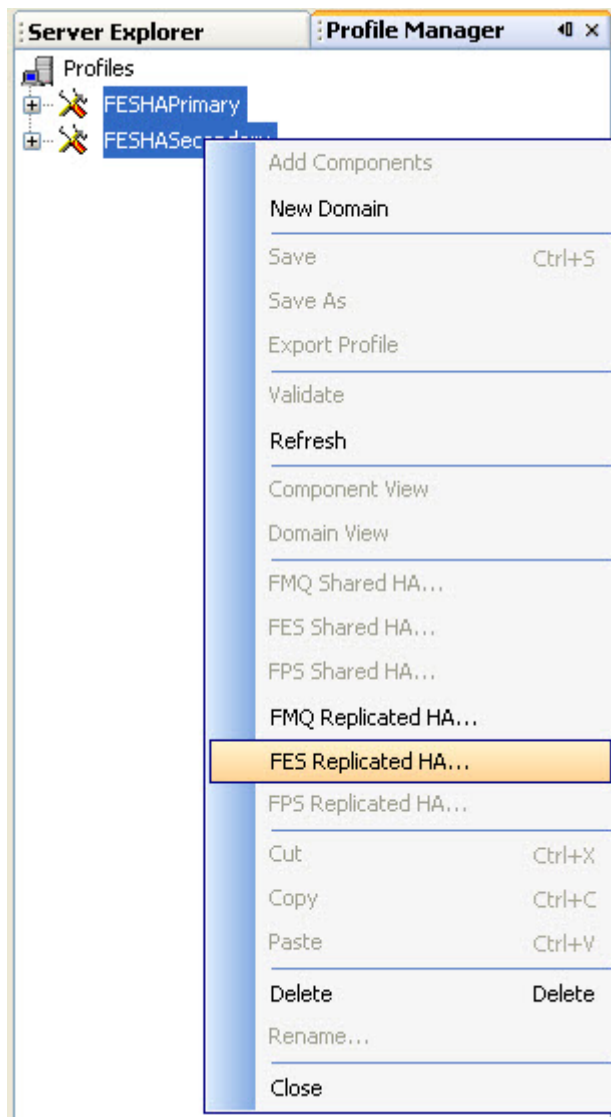 Server Explorer
Profile Manager
Profiles
FESHAPrimary
FESHASecondary
Add Components
New Domain
Save Ctrl+S
Save As
Export Profile
Validate
Refresh
Component View
Domain View
FMQ Shared HA...
FES Shared HA...
FPS Shared HA...
FMQ Replicated HA...
FES Replicated HA...
FPS Replicated HA...
Cut Ctrl+X
Copy Ctrl+C
Paste Ctrl+V
Delete Delete
Rename...
Close